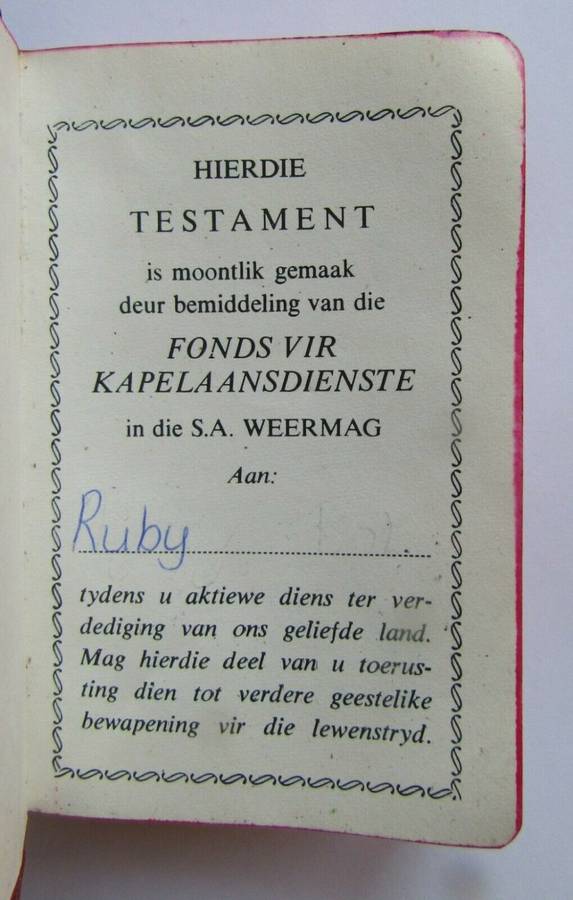 HIERDIE
TESTAMENT
is moontlik gemaak
deur bemiddeling van die
FONDS VIR
KAPELAANSDIENSTE
in die S.A. WEERMAG
Aan:
Ruby
tydens u aktiewe diens ter ver-
dediging van ons geliefde land.
Mag hierdie deel van u toerus-
ting dien tot verdere geestelike
bewapening vir die lewenstryd.